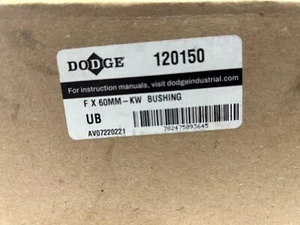 DODGE 120150
For instruction manuals, visit dodgeindustrial.com
F X 60MM-KW BUSHING
UB
AV07220221
782475893645